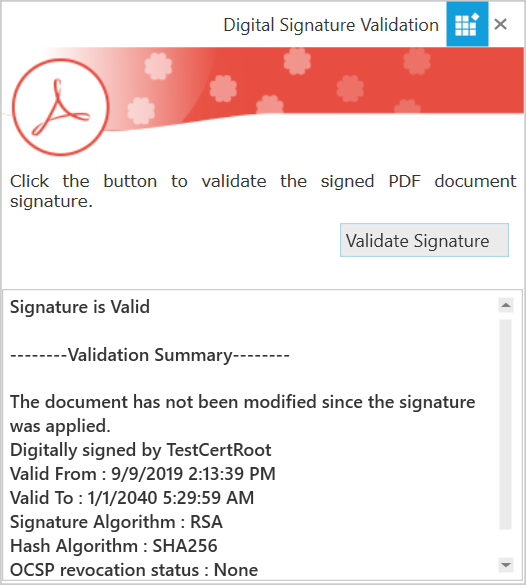 Digital Signature Validation
Click the button to validate the signed PDF document
signature.
Validate Signature
Signature is Valid
--------Validation Summary--------
The document has not been modified since the signature
was applied.
Digitally signed by TestCertRoot
Valid From : 9/9/2019 2:13:39 PM
Valid To : 1/1/2040 5:29:59 AM
Signature Algorithm : RSA
Hash Algorithm : SHA256
OCSP revocation status : None